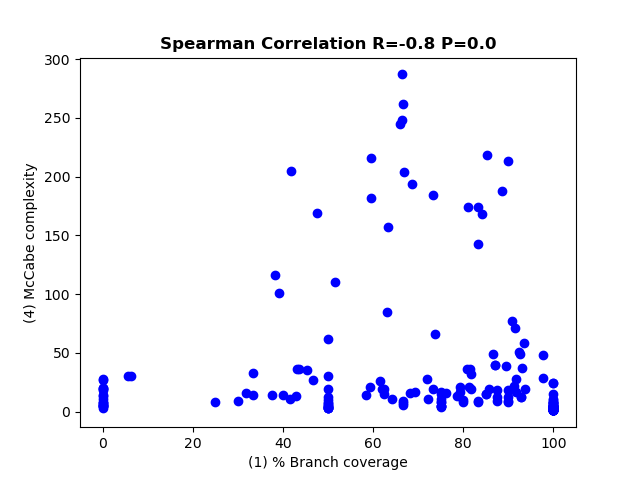 Spearman Correlation R=-0.8 P=0.0
300
250
200
150
100
50
0
(4) McCabe complexity
0 20 40 60 80 100
(1) % Branch coverage